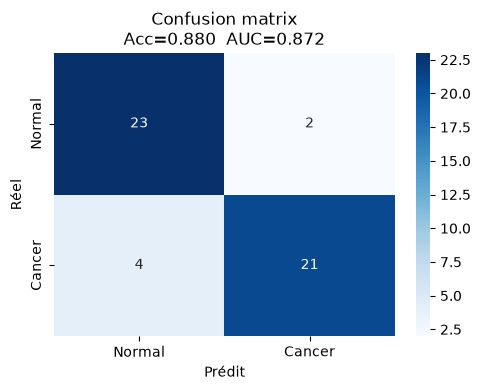 Confusion matrix
Acc=0.880 AUC=0.872
Normal
Cancer
Réel
23
2
4
21
Normal
Cancer
Prédit
22.5
20.0
17.5
15.0
12.5
10.0
7.5
5.0
2.5